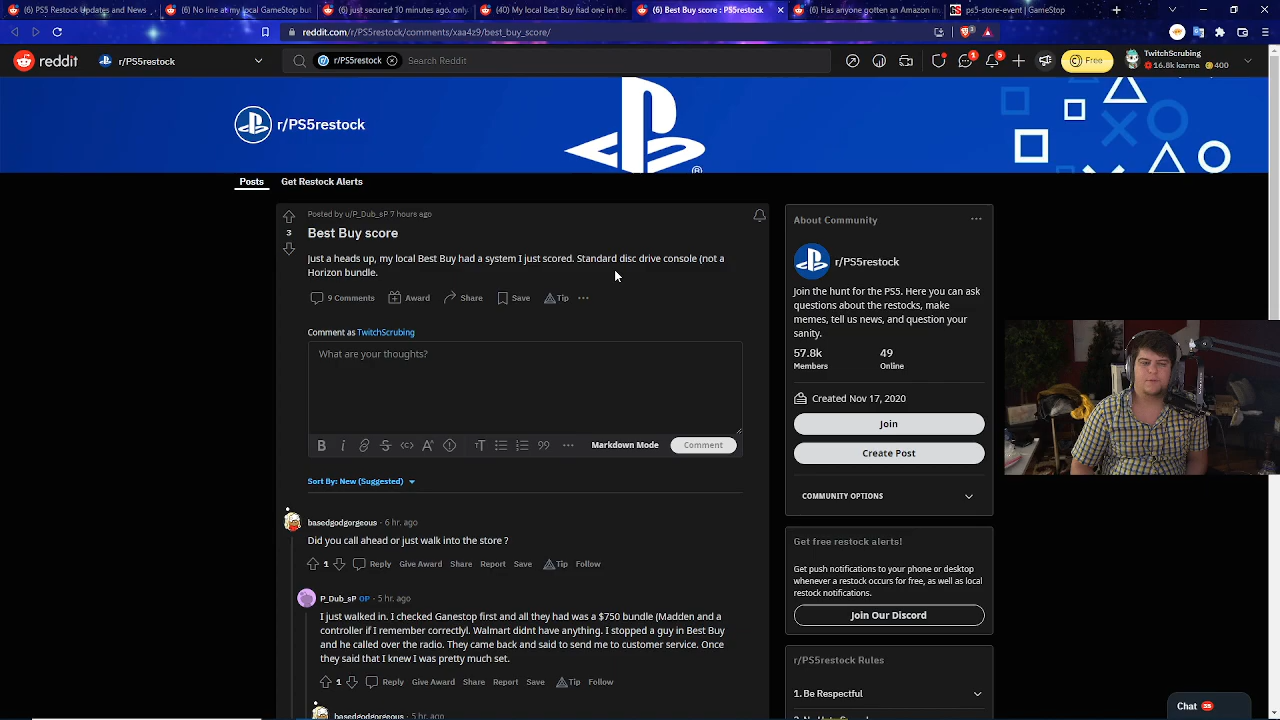 (6) PS5 Restock Updates and News
(6) No line at my local GameStop but
(6) just secured 10 minutes ago. only
(40) My local Best Buy had one in the
(6) Best Buy score : PS5restock
(6) Has anyone gotten an Amazon in
ps5-store-event | GameStop
reddit.com/r/PS5restock/comments/xaa4z9/best_buy_score/
reddit
r/PS5restock
r/PS5restock
Search Reddit
1
5
Free
TwitchScrubing
16.8k karma
400
r/PS5restock
Posts
Get Restock Alerts
Posted by u/P_Dub_sP 7 hours ago
3
Best Buy score
Just a heads up, my local Best Buy had a system I just scored. Standard disc drive console (not a
Horizon bundle.
9 Comments
Award
Share
Save
Tip
Comment as TwitchScrubing
What are your thoughts?
Markdown Mode
Comment
Sort By: New (Suggested)
basedgodgorgeous · 6 hr. ago
Did you call ahead or just walk into the store ?
1
Reply
Give Award
Share
Report
Save
Tip
Follow
P_Dub_sP OP · 5 hr. ago
I just walked in. I checked Ganestop first and all they had was a $750 bundle (Madden and a
controller if I remember correctly). Walmart didnt have anything. I stopped a guy in Best Buy
and he called over the radio. They came back and said to send me to customer service. Once
they said that I knew I was pretty much set.
1
Reply
Give Award
Share
Report
Save
Tip
Follow
basedgodgorgeous · 5 hr. ago
About Community
r/PS5restock
Join the hunt for the PS5. Here you can ask
questions about the restocks, make
memes, tell us news, and question your
sanity.
57.8k
Members
49
Online
Created Nov 17, 2020
Join
Create Post
COMMUNITY OPTIONS
Get free restock alerts!
Get push notifications to your phone or desktop
whenever a restock occurs for free, as well as local
restock notifications.
Join Our Discord
r/PS5restock Rules
1. Be Respectful
Chat